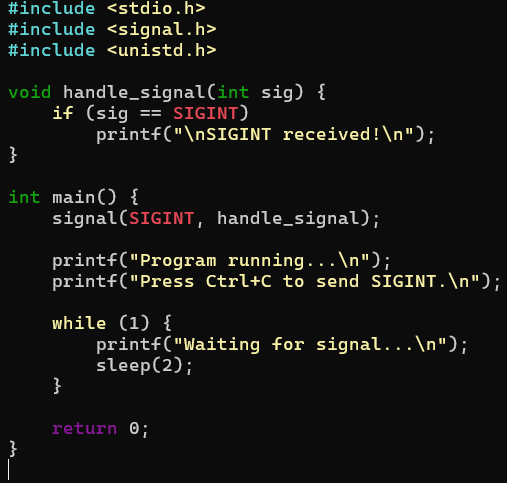 #include <stdio.h>
#include <signal.h>
#include <unistd.h>

void handle_signal(int sig) {
    if (sig == SIGINT)
        printf("\nSIGINT received!\n");
}

int main() {
    signal(SIGINT, handle_signal);

    printf("Program running...\n");
    printf("Press Ctrl+C to send SIGINT.\n");

    while (1) {
        printf("Waiting for signal...\n");
        sleep(2);
    }

    return 0;
}